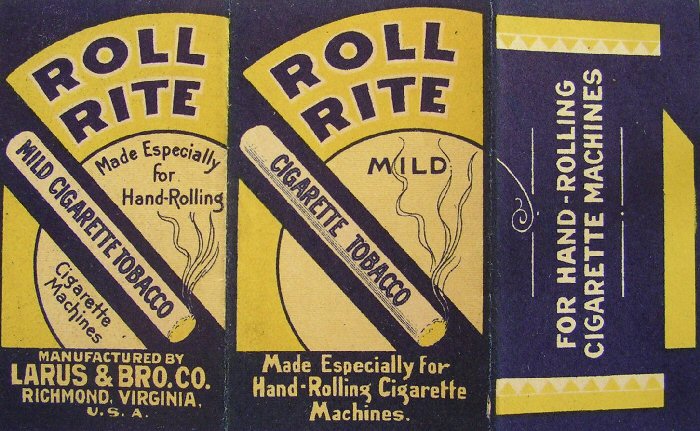 ROLL
RITE
MILD CIGARETTE TOBACCO
Made Especially
for
Hand-Rolling
Cigarette
Machines
MANUFACTURED BY
LARUS & BRO. CO.
RICHMOND, VIRGINIA,
U.S.A.
ROLL
RITE
MILD
CIGARETTE TOBACCO
Made Especially for
Hand-Rolling Cigarette
Machines.
FOR HAND-ROLLING
CIGARETTE MACHINES